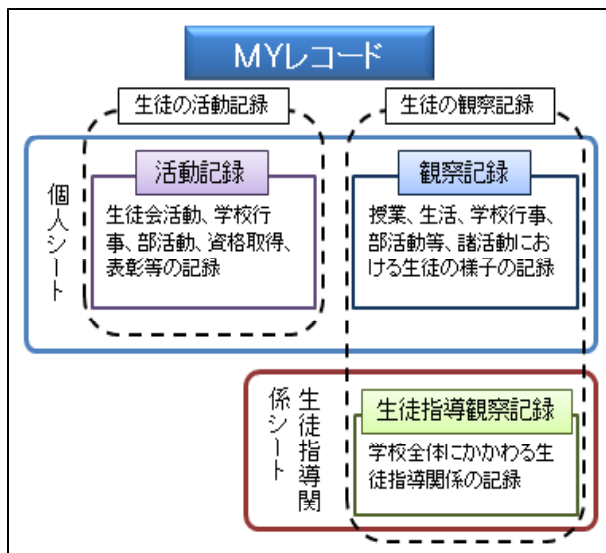 MYレコード
生徒の活動記録
生徒の観察記録
個人シート
活動記録
生徒会活動、学校行
事、部活動、資格取得、
表彰等の記録
観察記録
授業、生活、学校行事、
部活動等、諸活動にお
ける生徒の様子の記録
生徒指導関
係シート
生徒指導観察記録
学校全体にかかわる生
徒指導関係の記録